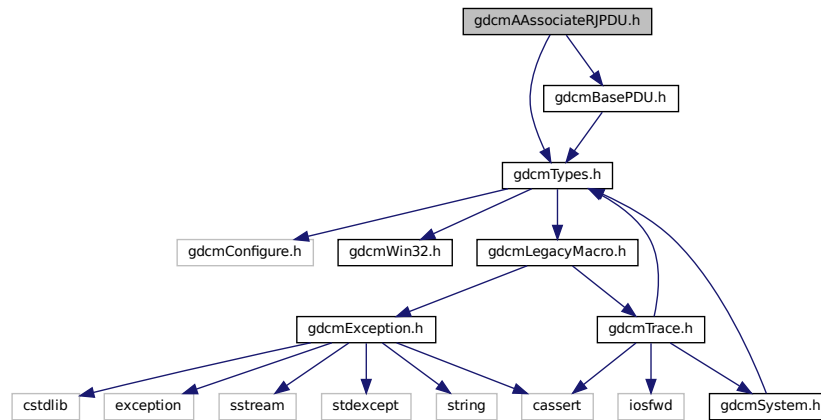 gdcmAAssociateRJPDU.h
gdcmBasePDU.h
gdcmTypes.h
gdcmConfigure.h
gdcmWin32.h
gdcmLegacyMacro.h
gdcmException.h
gdcmTrace.h
cstdlib
exception
sstream
stdexcept
string
cassert
iosfwd
gdcmSystem.h